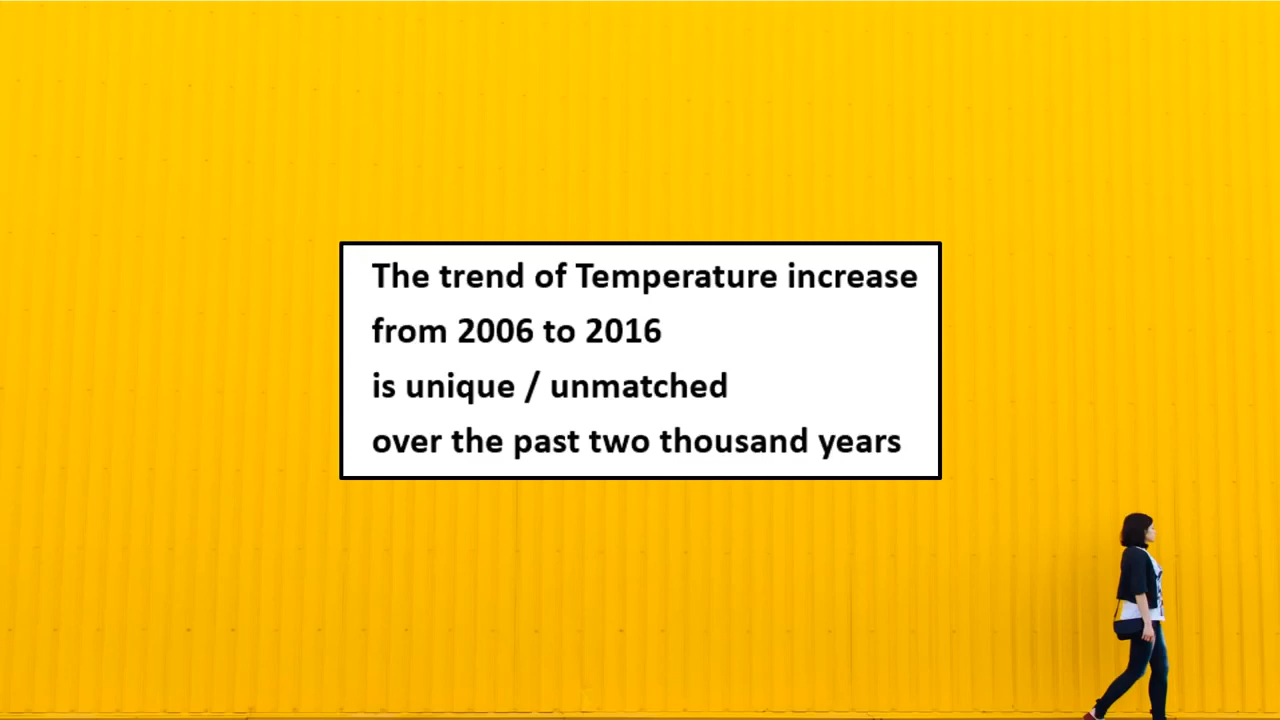 The trend of Temperature increase
from 2006 to 2016
is unique / unmatched
over the past two thousand years